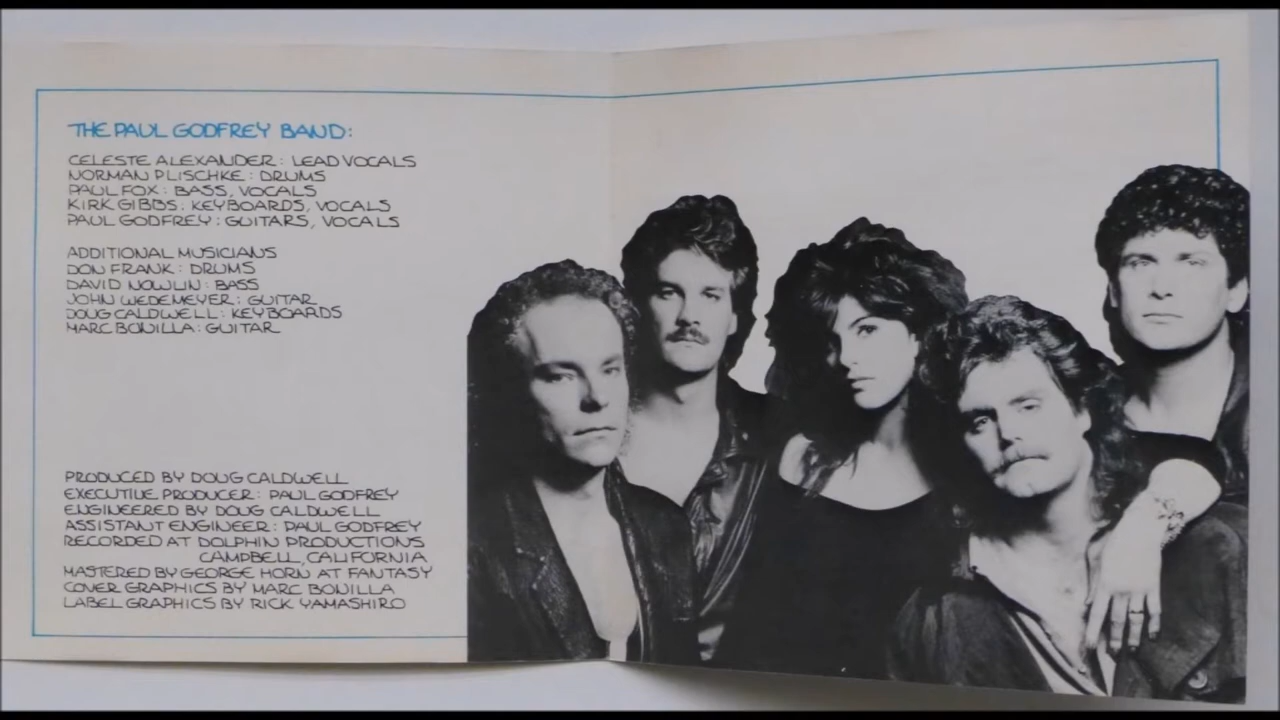 THE PAUL GODFREY BAND:
CELESTE ALEXANDER: LEAD VOCALS
NORMAN PLISCHKE: DRUMS
PAUL FOX: BASS, VOCALS
KIRK GIBBS: KEYBOARDS, VOCALS
PAUL GODFREY: GUITARS, VOCALS
ADDITIONAL MUSICIANS
DON FRANK: DRUMS
DAVID NOWLIN: BASS
JOHN WEDEMEYER: GUITAR
DOUG CALDWELL: KEYBOARDS
MARC BONILLA: GUITAR
PRODUCED BY DOUG CALDWELL
EXECUTIVE PRODUCER: PAUL GODFREY
ENGINEERED BY DOUG CALDWELL
ASSISTANT ENGINEER: PAUL GODFREY
RECORDED AT DOLPHIN PRODUCTIONS
CAMPBELL, CALIFORNIA
MASTERED BY GEORGE HORN AT FANTASY
COVER GRAPHICS BY MARC BONILLA
LABEL GRAPHICS BY RICK YAMASHIRO